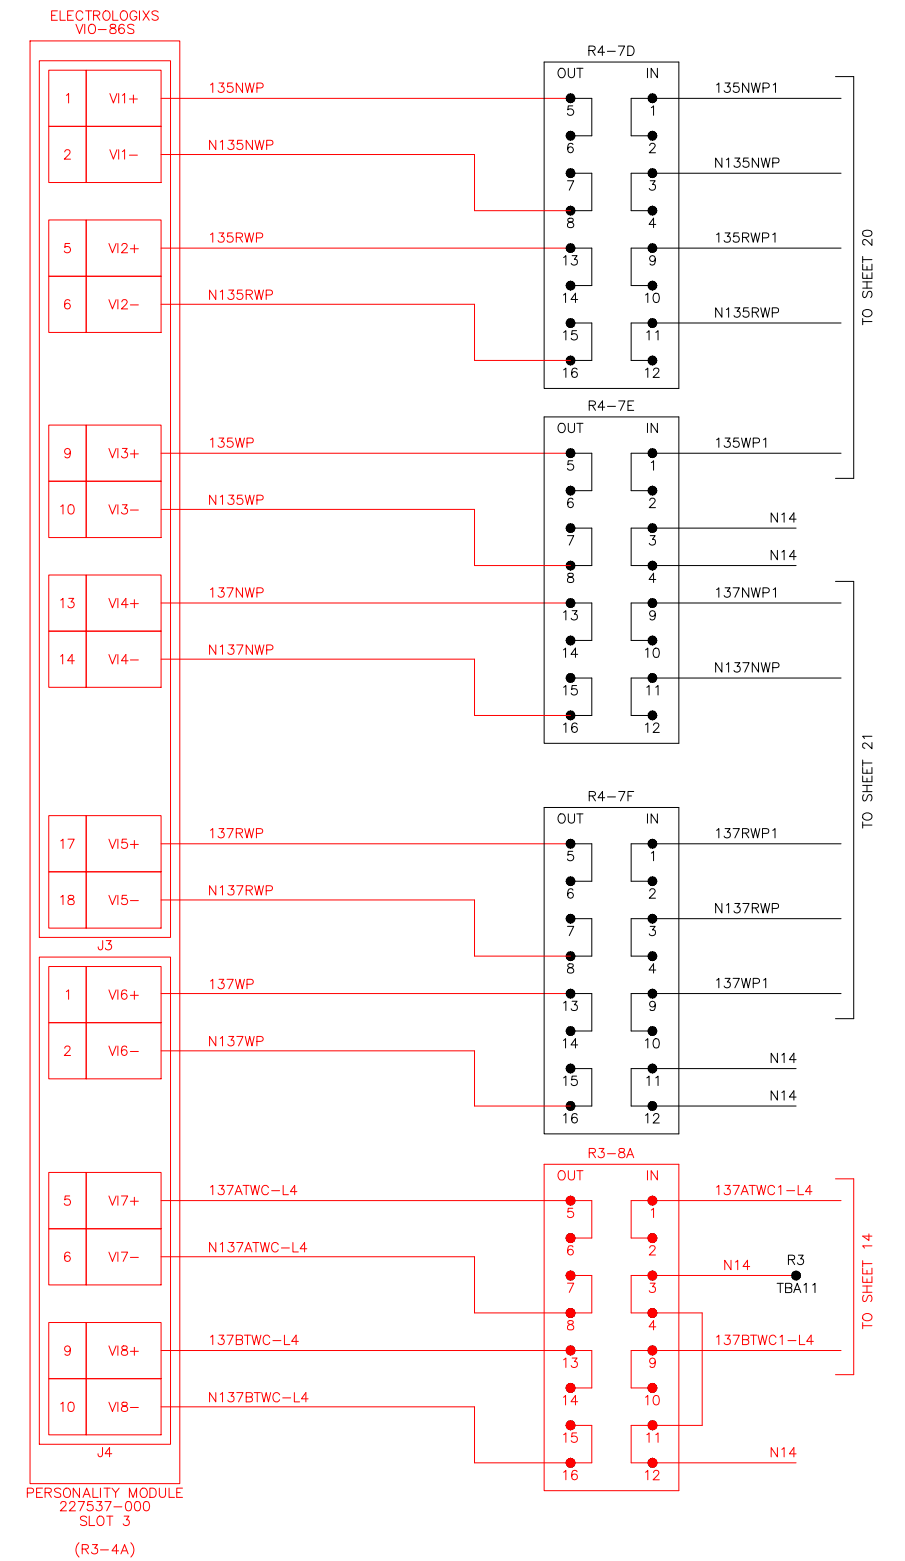 ELECTROLOGIXS
VIO-86S
1 VI1+
2 VI1-
5 VI2+
6 VI2-
9 VI3+
10 VI3-
13 VI4+
14 VI4-
17 VI5+
18 VI5-
J3
1 VI6+
2 VI6-
5 VI7+
6 VI7-
9 VI8+
10 VI8-
J4
PERSONALITY MODULE
227537-000
SLOT 3
(R3-4A)
135NWP
N135NWP
135RWP
N135RWP
135WP
N135WP
137NWP
N137NWP
137RWP
N137RWP
137WP
N137WP
137ATWC-L4
N137ATWC-L4
137BTWC-L4
N137BTWC-L4
R4-7D
OUT IN
5 1
6 2
7 3
8 4
13 9
14 10
15 11
16 12
135NWP1
N135NWP
135RWP1
N135RWP
TO SHEET 20
R4-7E
OUT IN
5 1
6 2
7 3
8 4
13 9
14 10
15 11
16 12
135WP1
N14
N14
137NWP1
N137NWP
TO SHEET 21
R4-7F
OUT IN
5 1
6 2
7 3
8 4
13 9
14 10
15 11
16 12
137RWP1
N137RWP
137WP1
N14
N14
R3-8A
OUT IN
5 1
6 2
7 3
8 4
13 9
14 10
15 11
16 12
137ATWC1-L4
N14
R3
TBA11
137BTWC1-L4
N14
TO SHEET 14